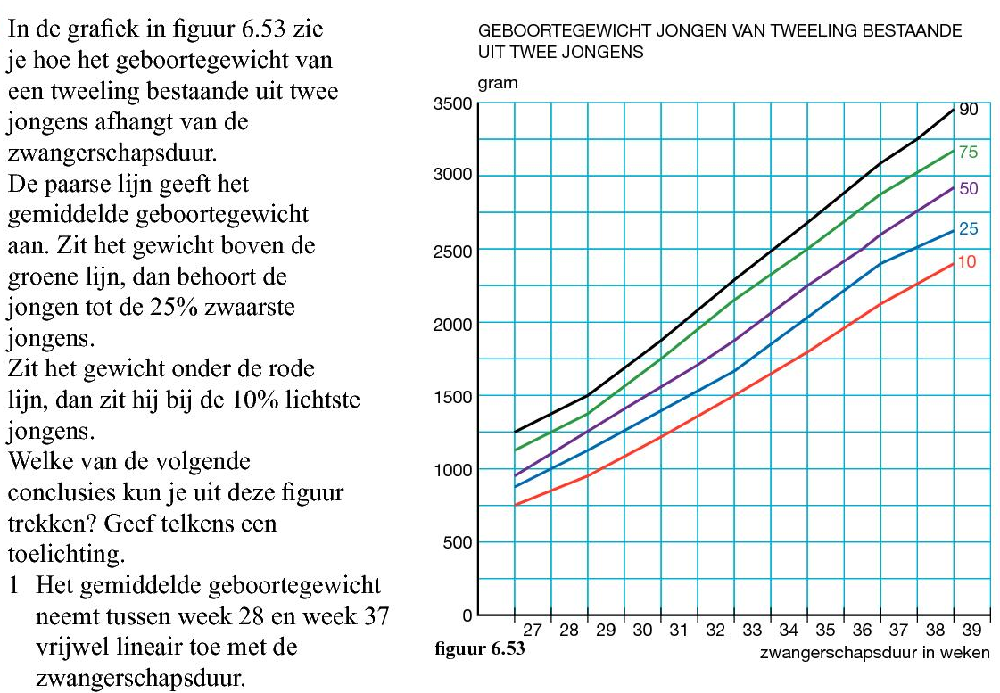 In de grafiek in figuur 6.53 zie
je hoe het geboortegewicht van
een tweeling bestaande uit twee
jongens afhangt van de
zwangerschapsduur.
De paarse lijn geeft het
gemiddelde geboortegewicht
aan. Zit het gewicht boven de
groene lijn, dan behoort de
jongen tot de 25% zwaarste
jongens.
Zit het gewicht onder de rode
lijn, dan zit hij bij de 10% lichtste
jongens.
Welke van de volgende
conclusies kun je uit deze figuur
trekken? Geef telkens een
toelichting.
1 Het gemiddelde geboortegewicht
neemt tussen week 28 en week 37
vrijwel lineair toe met de
zwangerschapsduur.
GEBOORTEGEWICHT JONGEN VAN TWEELING BESTAANDE
UIT TWEE JONGENS
gram
3500
3000
2500
2000
1500
1000
500
0
90
75
50
25
10
27 28 29 30 31 32 33 34 35 36 37 38 39
figuur 6.53
zwangerschapsduur in weken